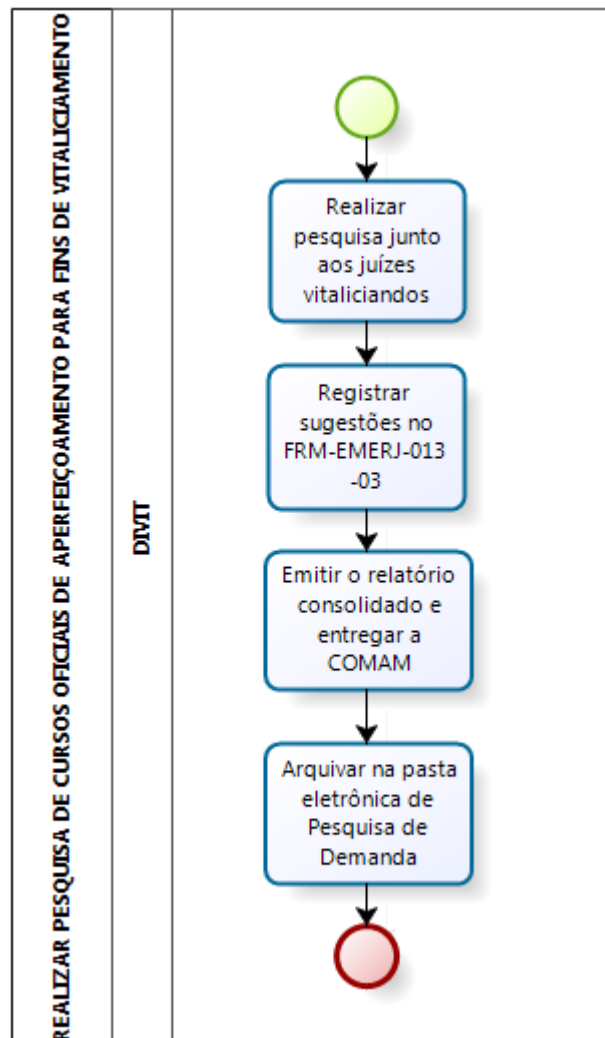 REALIZAR PESQUISA DE CURSOS OFICIAIS DE APERFEIÇOAMENTO PARA FINS DE VITALICIAMENTO
DIVIT
Realizar
pesquisa junto
aos juízes
vitaliciandos
Registrar
sugestões no
FRM-EMERJ-013
-03
Emitir o relatório
consolidado e
entregar a
COMAM
Arquivar na pasta
eletrônica de
Pesquisa de
Demanda